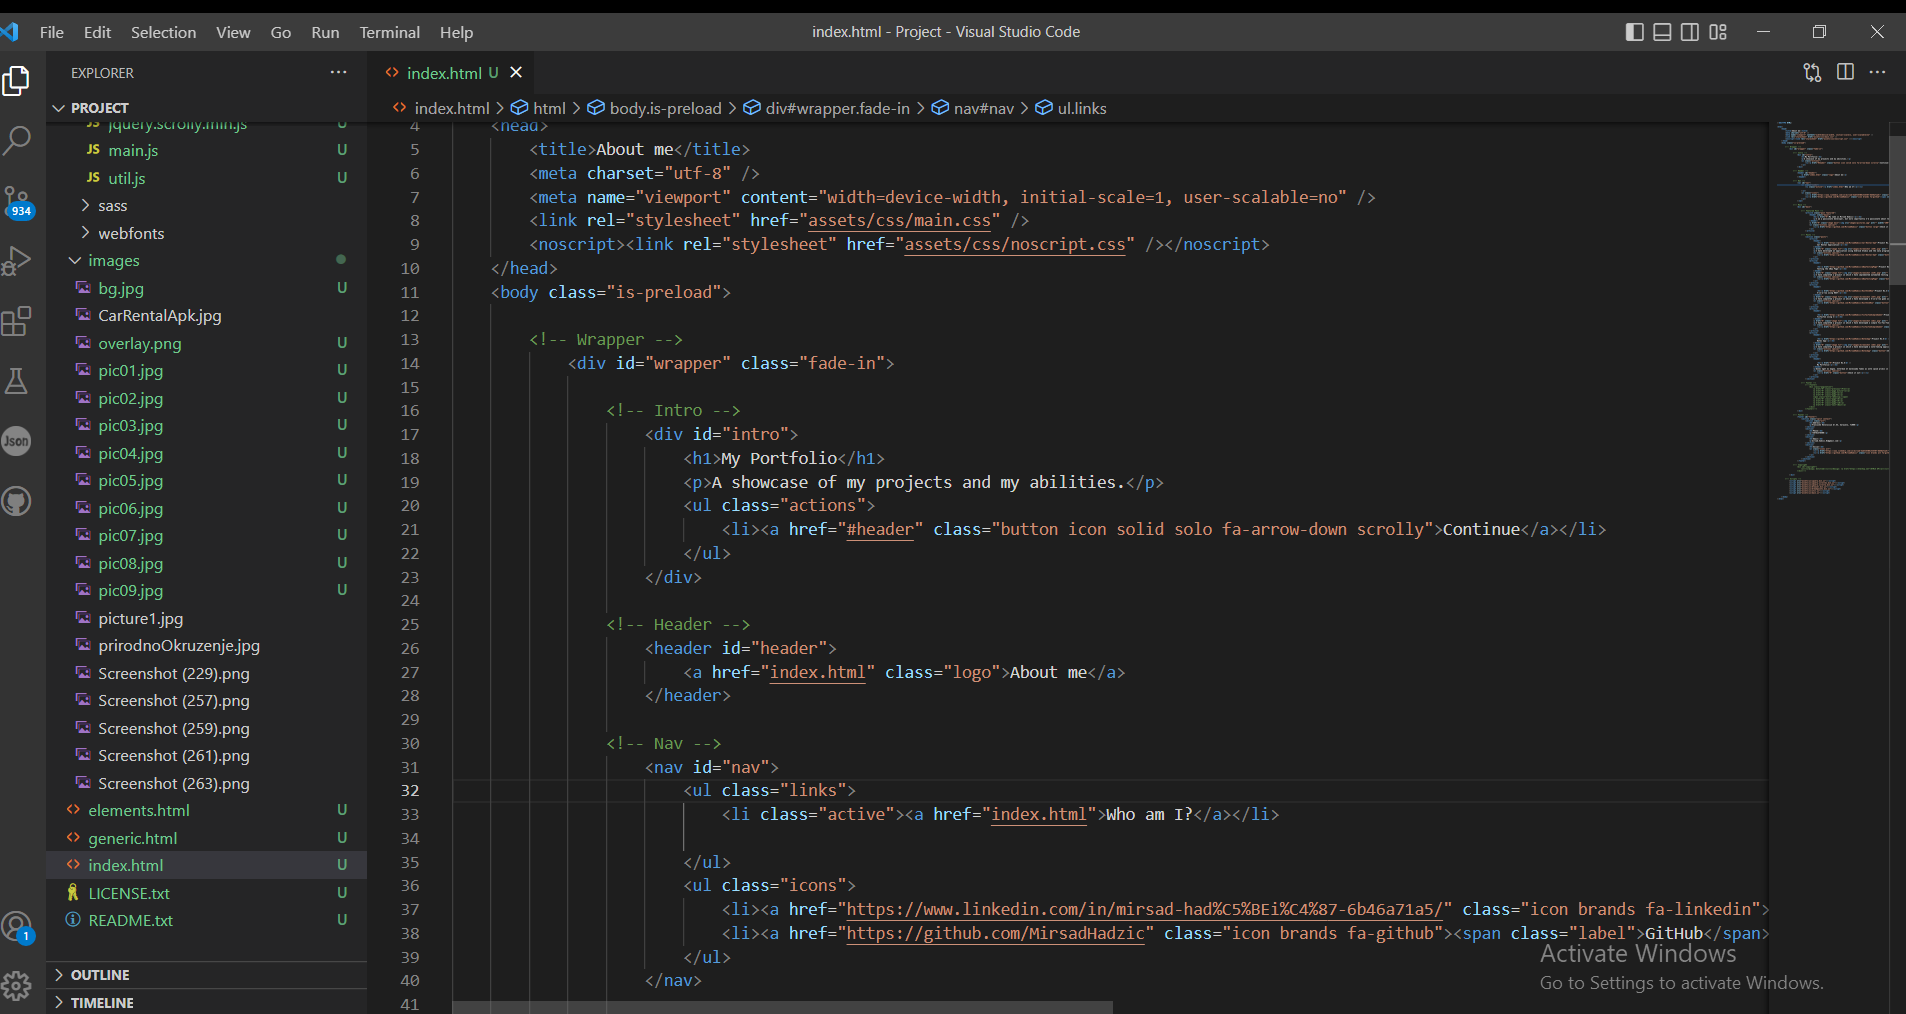 File Edit Selection View Go Run Terminal Help
index.html - Project - Visual Studio Code
EXPLORER
PROJECT
jquery.scrolly.min.js U
JS main.js U
JS util.js U
sass
webfonts
images
bg.jpg U
CarRentalApk.jpg
overlay.png U
pic01.jpg U
pic02.jpg U
pic03.jpg U
pic04.jpg U
pic05.jpg U
pic06.jpg U
pic07.jpg U
pic08.jpg U
pic09.jpg U
picture1.jpg
prirodnoOkruzenje.jpg
Screenshot (229).png
Screenshot (257).png
Screenshot (259).png
Screenshot (261).png
Screenshot (263).png
elements.html U
generic.html U
index.html U
LICENSE.txt U
README.txt U
OUTLINE
TIMELINE
934
Json
1
index.html U
index.html > html > body.is-preload > div#wrapper.fade-in > nav#nav > ul.links
4 <head>
5 <title>About me</title>
6 <meta charset="utf-8" />
7 <meta name="viewport" content="width=device-width, initial-scale=1, user-scalable=no" />
8 <link rel="stylesheet" href="assets/css/main.css" />
9 <noscript><link rel="stylesheet" href="assets/css/noscript.css" /></noscript>
10 </head>
11 <body class="is-preload">
12
13 <!-- Wrapper -->
14 <div id="wrapper" class="fade-in">
15
16 <!-- Intro -->
17 <div id="intro">
18 <h1>My Portfolio</h1>
19 <p>A showcase of my projects and my abilities.</p>
20 <ul class="actions">
21 <li><a href="#header" class="button icon solid solo fa-arrow-down scrolly">Continue</a></li>
22 </ul>
23 </div>
24
25 <!-- Header -->
26 <header id="header">
27 <a href="index.html" class="logo">About me</a>
28 </header>
29
30 <!-- Nav -->
31 <nav id="nav">
32 <ul class="links">
33 <li class="active"><a href="index.html">Who am I?</a></li>
34
35 </ul>
36 <ul class="icons">
37 <li><a href="https://www.linkedin.com/in/mirsad-had%C5%BEi%C4%87-6b46a71a5/" class="icon brands fa-linkedin">
38 <li><a href="https://github.com/MirsadHadzic" class="icon brands fa-github"><span class="label">GitHub</span>
39 </ul>
40 </nav>
41
Activate Windows
Go to Settings to activate Windows.